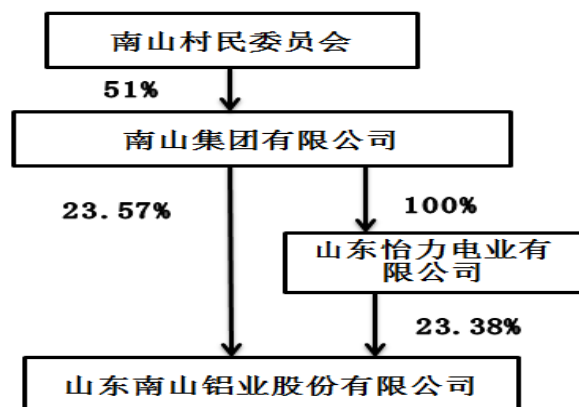 南山村民委员会
51%
南山集团有限公司
23.57%
100%
山东怡力电业有
限公司
23.38%
山东南山铝业股份有限公司